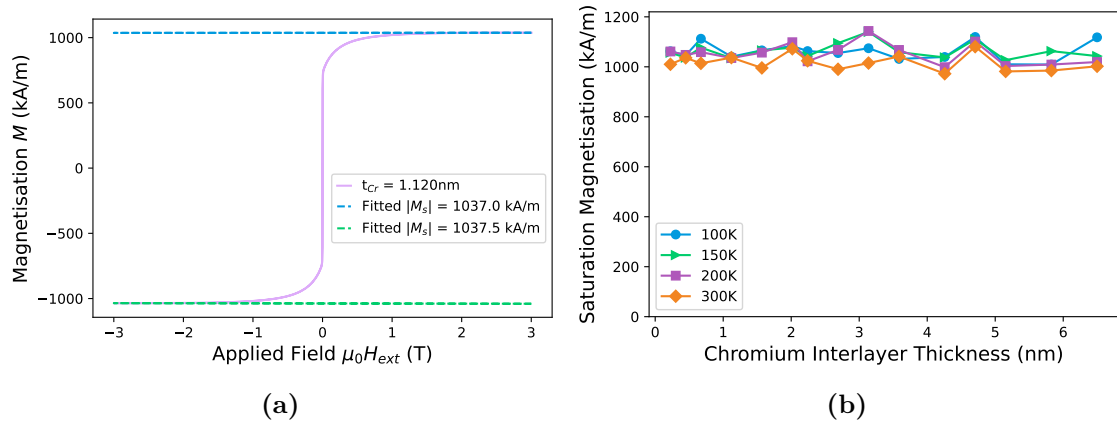 1000
500
0
−500
−1000
Magnetisation M (kA/m)
t_Cr = 1.120nm
Fitted |M_s| = 1037.0 kA/m
Fitted |M_s| = 1037.5 kA/m
−3 −2 −1 0 1 2 3
Applied Field μ₀H_ext (T)
(a)
1200
1000
800
600
400
200
0
Saturation Magnetisation (kA/m)
100K
150K
200K
300K
0 1 2 3 4 5 6
Chromium Interlayer Thickness (nm)
(b)